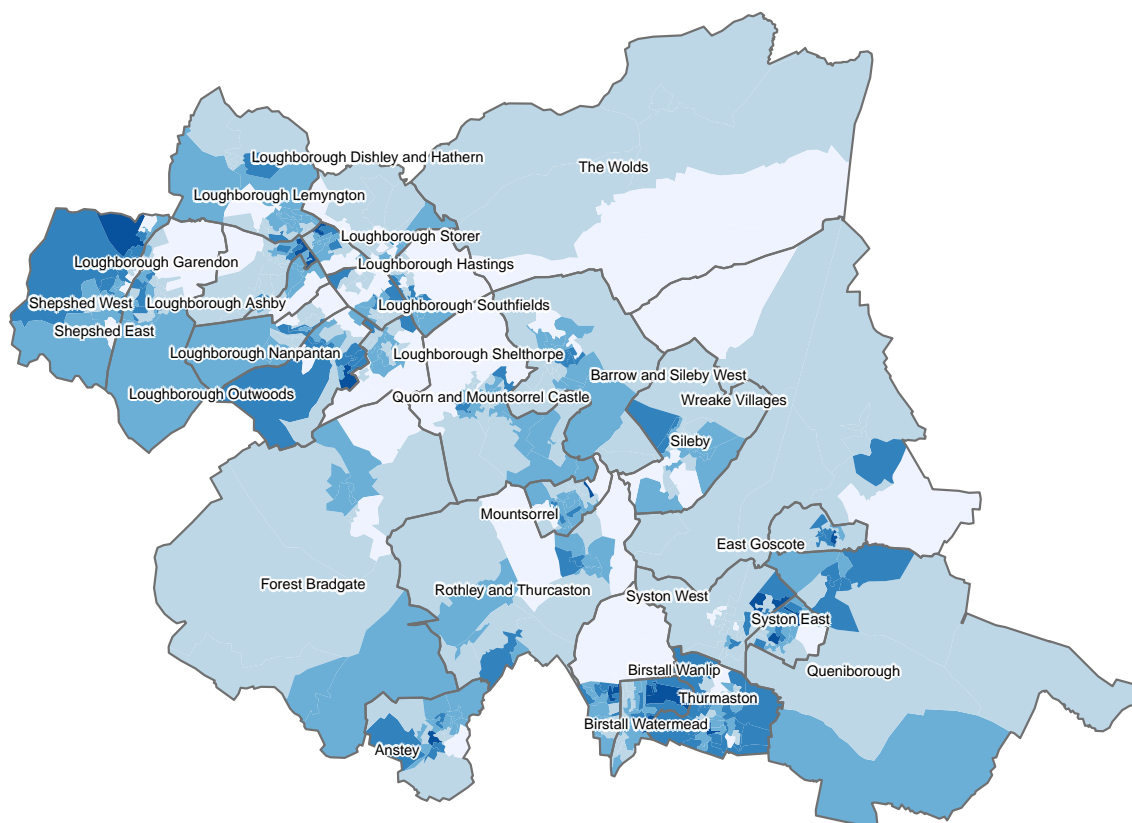 Loughborough Dishley and Hathern
The Wolds
Loughborough Lemyngton
Loughborough Storer
Loughborough Garendon
Loughborough Hastings
Shepshed West
Loughborough Ashby
Loughborough Southfields
Shepshed East
Loughborough Nanpantan
Loughborough Shelthorpe
Barrow and Sileby West
Loughborough Outwoods
Quorn and Mountsorrel Castle
Wreake Villages
Sileby
Mountsorrel
East Goscote
Forest Bradgate
Rothley and Thurcaston
Syston West
Syston East
Birstall Wanlip
Queniborough
Thurmaston
Birstall Watermead
Anstey